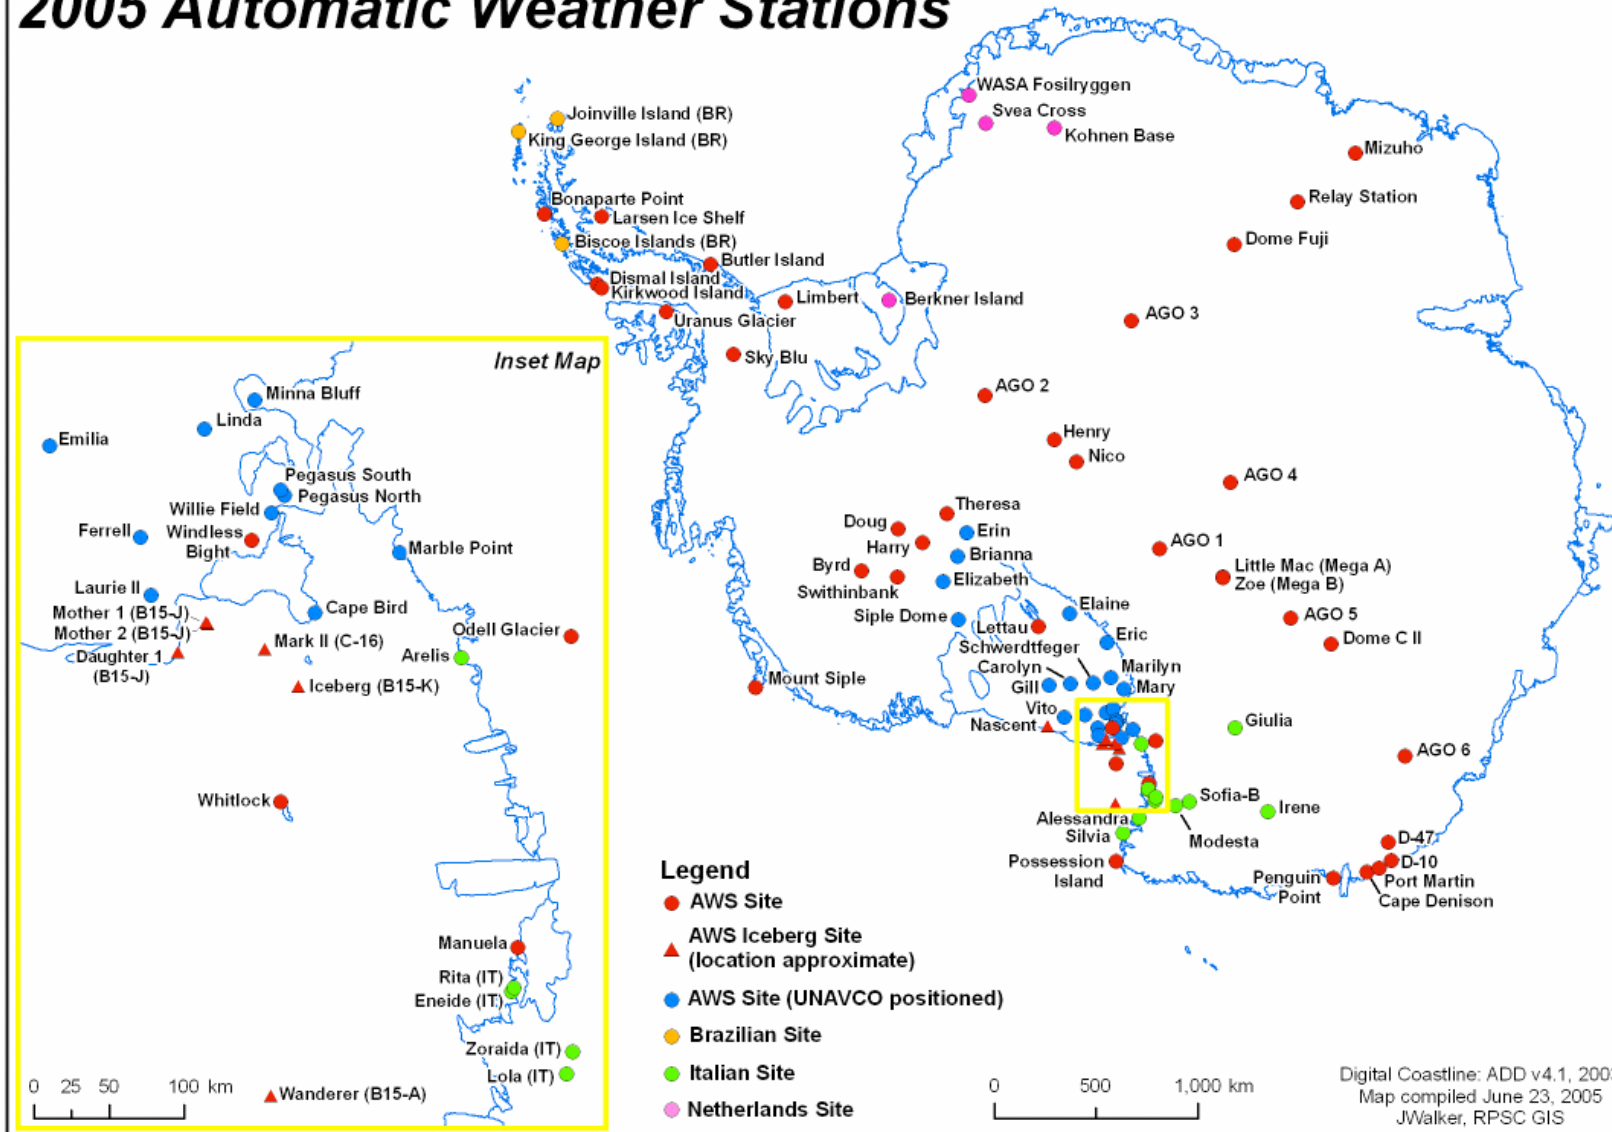 2005 Automatic Weather Stations
WASA Fosilryggen
Svea Cross
Kohnen Base
Joinville Island (BR)
King George Island (BR)
Mizuho
Bonaparte Point
Larsen Ice Shelf
Relay Station
Biscoe Islands (BR)
Dome Fuji
Butler Island
Dismal Island
Kirkwood Island
Limbert
Berkner Island
Uranus Glacier
AGO 3
Sky Blu
AGO 2
Henry
Nico
AGO 4
Theresa
Doug
Erin
Harry
Brianna
AGO 1
Byrd
Elizabeth
Little Mac (Mega A)
Zoe (Mega B)
Swithinbank
Siple Dome
Elaine
AGO 5
Lettau
Eric
Dome C II
Schwerdtfeger
Carolyn
Marilyn
Gill
Mary
Mount Siple
Vito
Nascent
Giulia
AGO 6
Sofia-B
Irene
Alessandra
Silvia
Modesta
D-47
Possession
Island
D-10
Penguin
Point
Port Martin
Cape Denison
Inset Map
Minna Bluff
Linda
Emilia
Pegasus South
Pegasus North
Willie Field
Ferrell
Windless
Bight
Marble Point
Laurie II
Cape Bird
Mother 1 (B15-J)
Mother 2 (B15-J)
Odell Glacier
Mark II (C-16)
Daughter 1
(B15-J)
Arelis
Iceberg (B15-K)
Whitlock
Manuela
Rita (IT)
Eneide (IT)
Zoraida (IT)
Lola (IT)
Wanderer (B15-A)
0 25 50 100 km
Legend
AWS Site
AWS Iceberg Site
(location approximate)
AWS Site (UNAVCO positioned)
Brazilian Site
Italian Site
Netherlands Site
0 500 1,000 km
Digital Coastline: ADD v4.1, 200
Map compiled June 23, 2005
JWalker, RPSC GIS